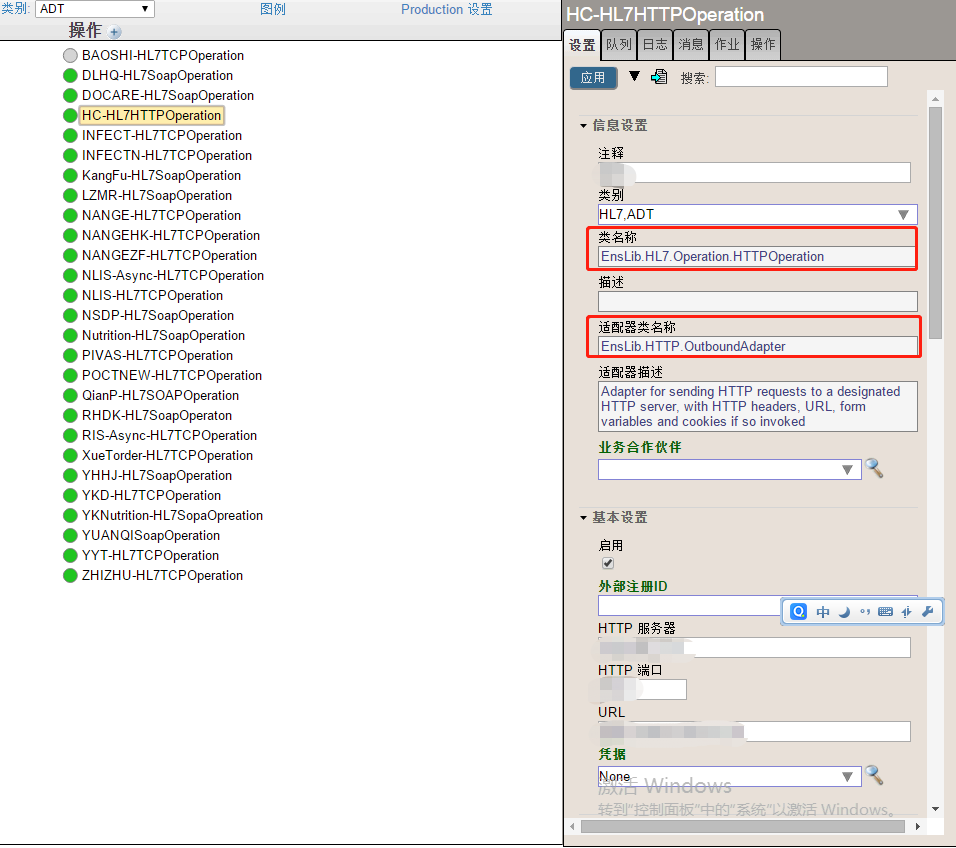 类别: ADT
图例
Production 设置
操作
BAOSHI-HL7TCPOperation
DLHQ-HL7SoapOperation
DOCARE-HL7SoapOperation
HC-HL7HTTPOperation
INFECT-HL7TCPOperation
INFECTN-HL7TCPOperation
KangFu-HL7SoapOperation
LZMR-HL7SoapOperation
NANGE-HL7TCPOperation
NANGEHK-HL7TCPOperation
NANGEZF-HL7TCPOperation
NLIS-Async-HL7TCPOperation
NLIS-HL7TCPOperation
NSDP-HL7SoapOperation
Nutrition-HL7SoapOperation
PIVAS-HL7TCPOperation
POCTNEW-HL7TCPOperation
QianP-HL7SOAPOperation
RHDK-HL7SoapOperaton
RIS-Async-HL7TCPOperation
XueTorder-HL7TCPOperation
YHHJ-HL7SoapOperation
YKD-HL7TCPOperation
YKNutrition-HL7SopaOpreation
YUANQISoapOperation
YYT-HL7TCPOperation
ZHIZHU-HL7TCPOperation
HC-HL7HTTPOperation
设置 队列 日志 消息 作业 操作
应用 搜索:
信息设置
注释
类别
HL7,ADT
类名称
EnsLib.HL7.Operation.HTTPOperation
描述
适配器类名称
EnsLib.HTTP.OutboundAdapter
适配器描述
Adapter for sending HTTP requests to a designated
HTTP server, with HTTP headers, URL, form
variables and cookies if so invoked
业务合作伙伴
基本设置
启用
外部注册ID
中
HTTP 服务器
HTTP 端口
URL
凭据
None
激活 Windows
转到"控制面板"中的"系统"以激活 Windows。